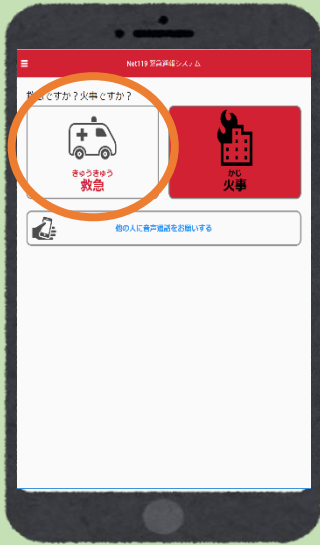 Net119 緊急通報システム
救急ですか？火事ですか？
きゅうきゅう
救急
かじ
火事
他の人に音声通話をお願いする